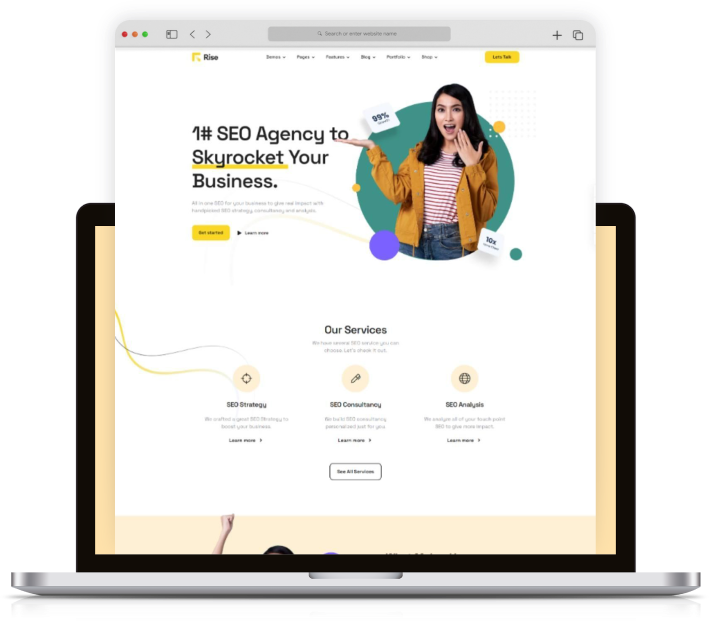 Search or enter website name
Rise
Demos
Pages
Features
Blog
Portfolio
Shop
Lets Talk
1# SEO Agency to
Skyrocket Your
Business.
All in one SEO for your business to give real impact with
handpicked SEO strategy, consultancy and analysis.
Get started
Learn more
99%
10x
Our Services
We have several SEO service you can
choose. Let's check it out.
SEO Strategy
We crafted a great SEO Strategy to
boost your business.
Learn more
SEO Consultancy
We build SEO consultancy
personalized just for you.
Learn more
SEO Analysis
We analysis all of your touch point
SEO to give more impact.
Learn more
See All Services